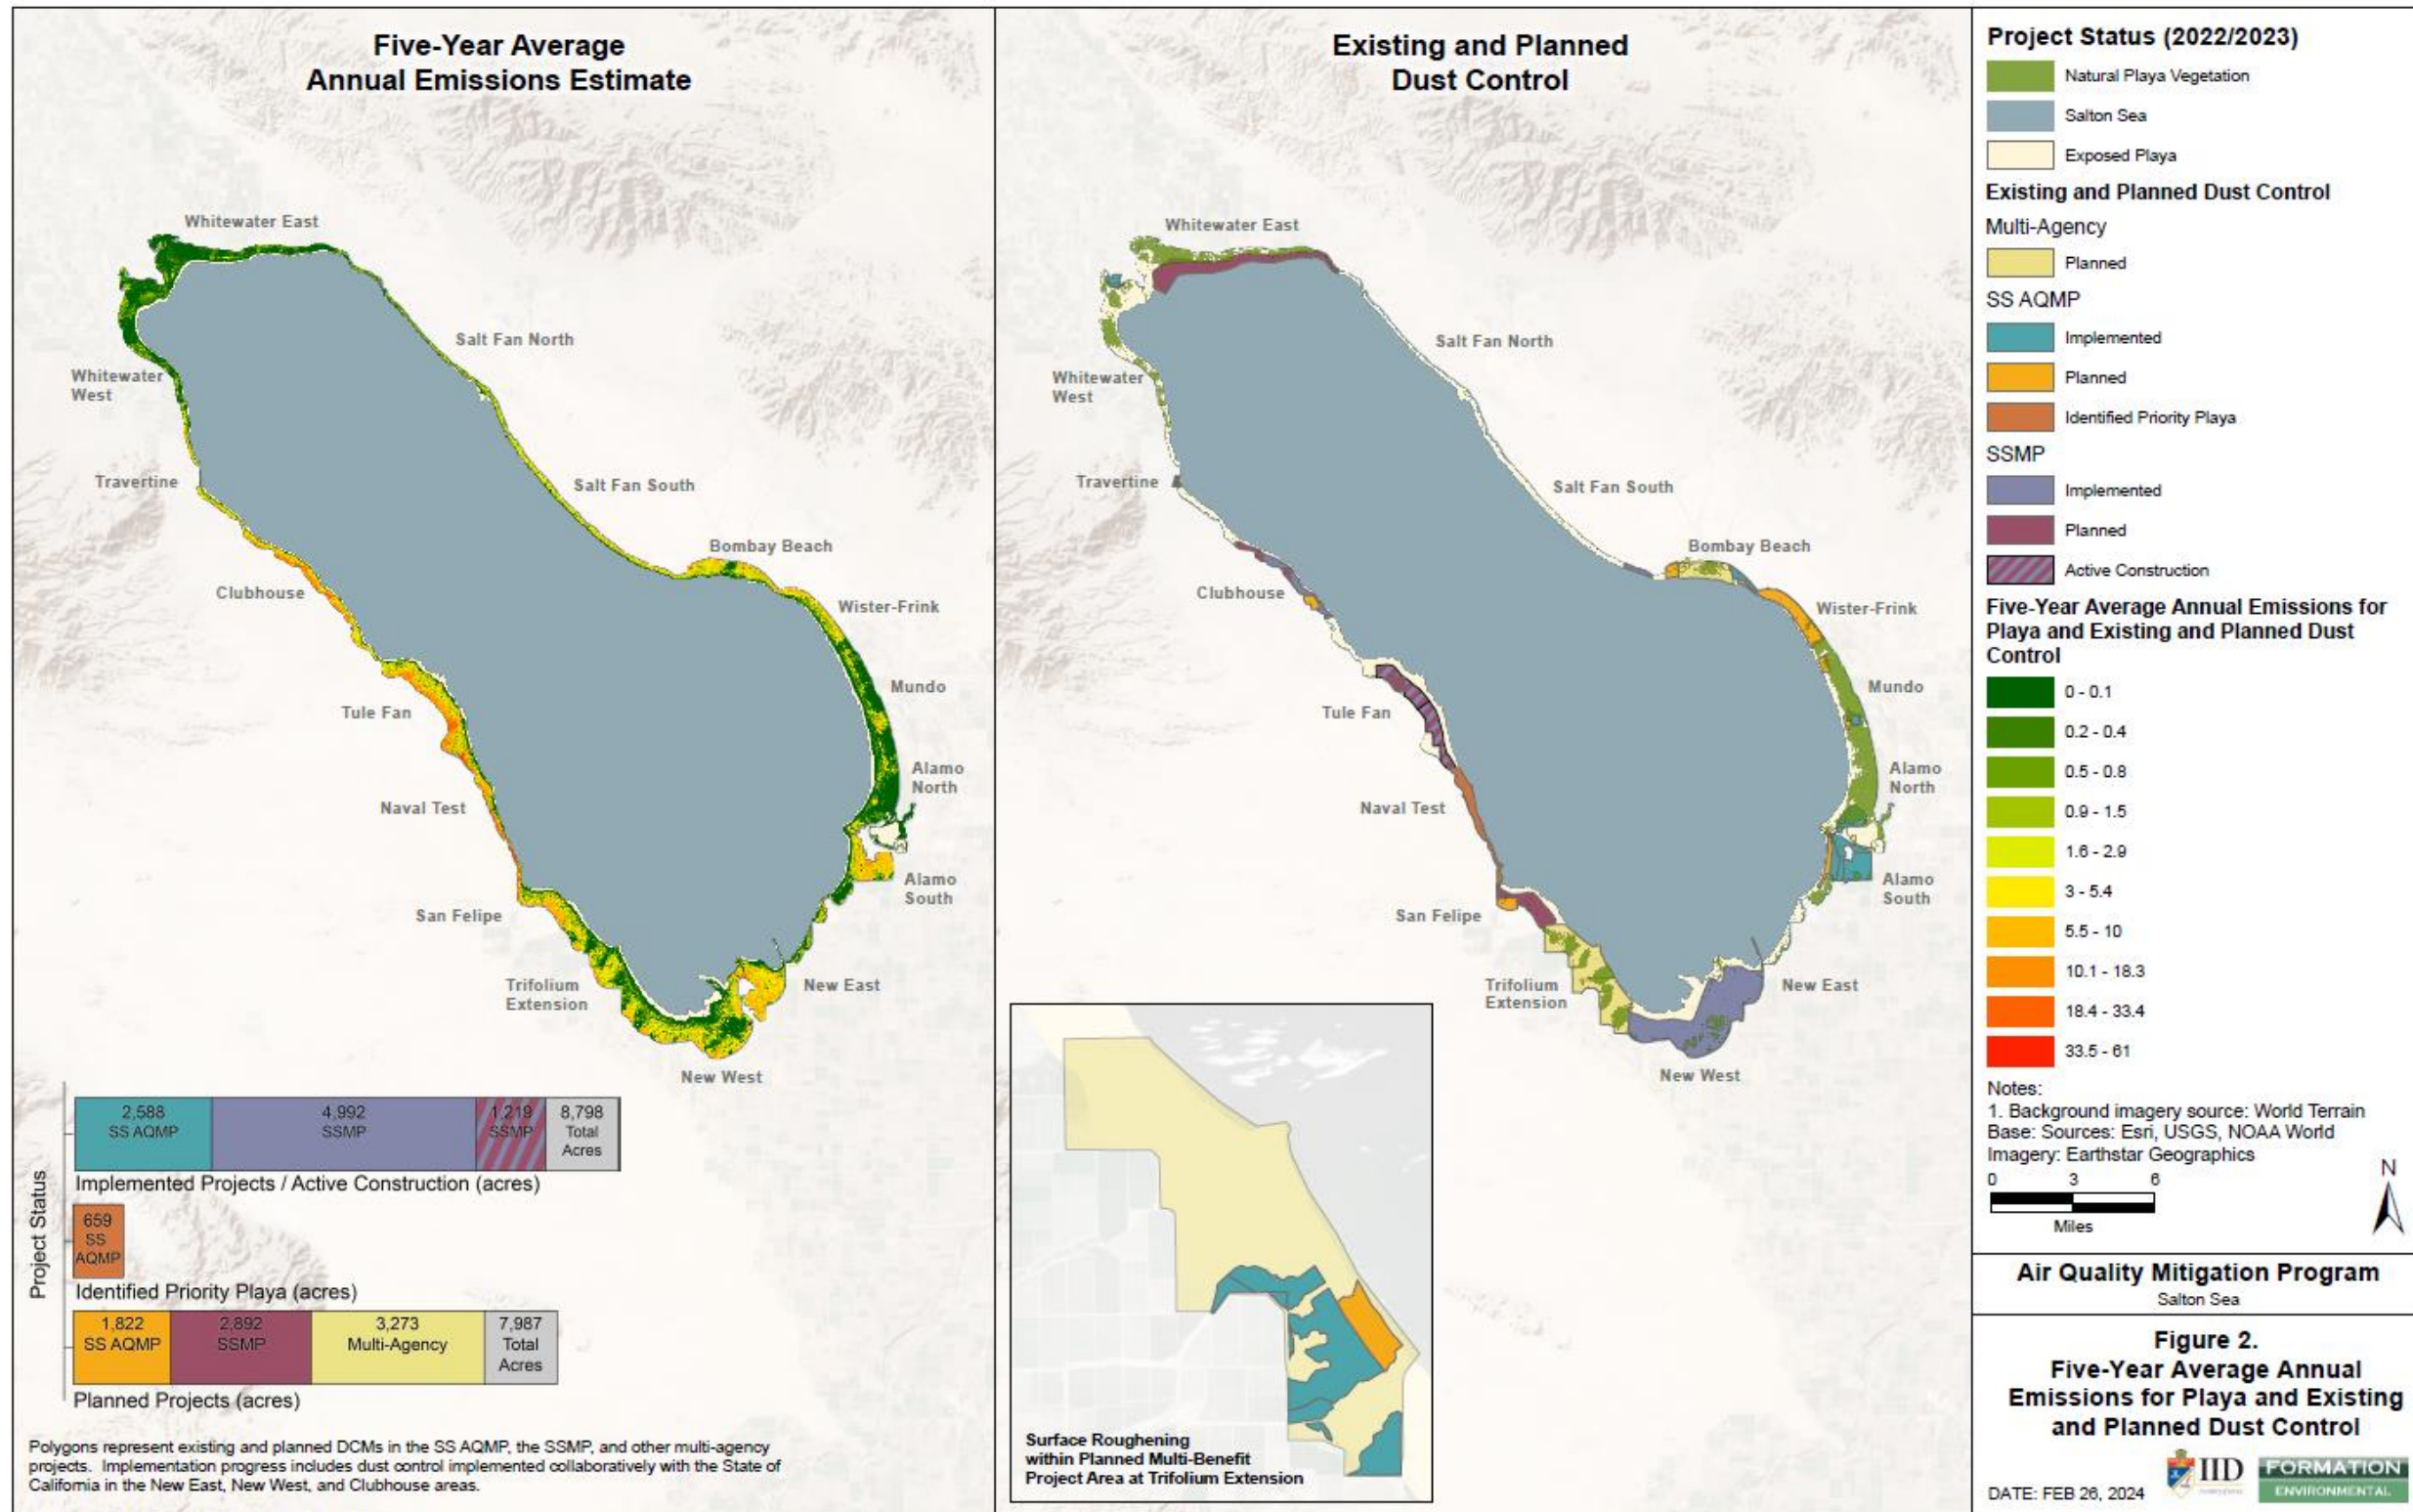 Five-Year Average
Annual Emissions Estimate
Whitewater East
Salt Fan North
Whitewater
West
Travertine
Salt Fan South
Bombay Beach
Clubhouse
Wister-Frink
Mundo
Tule Fan
Alamo
North
Naval Test
Alamo
South
San Felipe
Trifolium
Extension
New East
New West
Project Status
2,588
SS AQMP
4,992
SSMP
1,219
SSMP
8,798
Total
Acres
Implemented Projects / Active Construction (acres)
659
SS
AQMP
Identified Priority Playa (acres)
1,822
SS AQMP
2,892
SSMP
3,273
Multi-Agency
7,987
Total
Acres
Planned Projects (acres)
Polygons represent existing and planned DCMs in the SS AQMP, the SSMP, and other multi-agency
projects. Implementation progress includes dust control implemented collaboratively with the State of
California in the New East, New West, and Clubhouse areas.
Existing and Planned
Dust Control
Whitewater East
Salt Fan North
Whitewater
West
Travertine
Salt Fan South
Bombay Beach
Clubhouse
Wister-Frink
Mundo
Tule Fan
Alamo
North
Naval Test
Alamo
South
San Felipe
Trifolium
Extension
New East
New West
Surface Roughening
within Planned Multi-Benefit
Project Area at Trifolium Extension
Project Status (2022/2023)
Natural Playa Vegetation
Salton Sea
Exposed Playa
Existing and Planned Dust Control
Multi-Agency
Planned
SS AQMP
Implemented
Planned
Identified Priority Playa
SSMP
Implemented
Planned
Active Construction
Five-Year Average Annual Emissions for
Playa and Existing and Planned Dust
Control
0 - 0.1
0.2 - 0.4
0.5 - 0.8
0.9 - 1.5
1.6 - 2.9
3 - 5.4
5.5 - 10
10.1 - 18.3
18.4 - 33.4
33.5 - 61
Notes:
1. Background imagery source: World Terrain
Base: Sources: Esri, USGS, NOAA World
Imagery: Earthstar Geographics
0 3 6
Miles
N
Air Quality Mitigation Program
Salton Sea
Figure 2.
Five-Year Average Annual
Emissions for Playa and Existing
and Planned Dust Control
DATE: FEB 26, 2024
IID
FORMATION
ENVIRONMENTAL